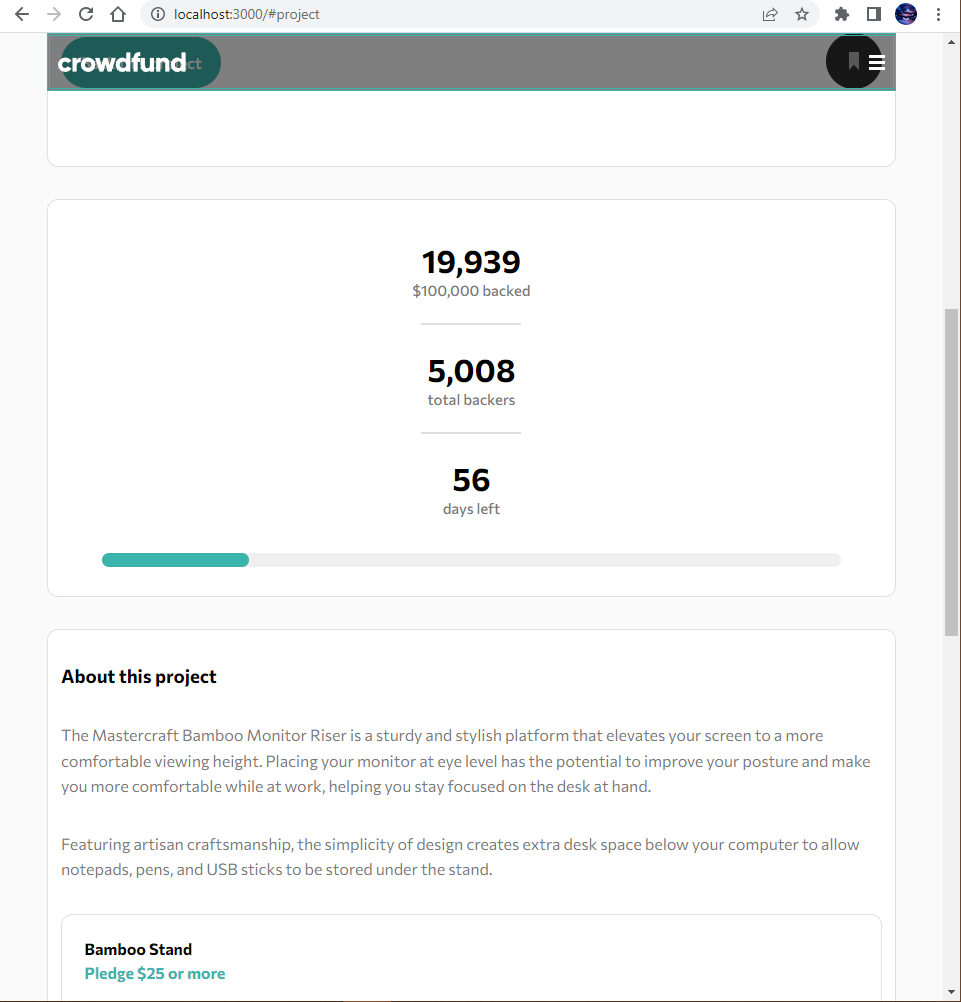 localhost:3000/#project
crowdfund
19,939
$100,000 backed
5,008
total backers
56
days left
About this project
The Mastercraft Bamboo Monitor Riser is a sturdy and stylish platform that elevates your screen to a more
comfortable viewing height. Placing your monitor at eye level has the potential to improve your posture and make
you more comfortable while at work, helping you stay focused on the desk at hand.
Featuring artisan craftsmanship, the simplicity of design creates extra desk space below your computer to allow
notepads, pens, and USB sticks to be stored under the stand.
Bamboo Stand
Pledge $25 or more